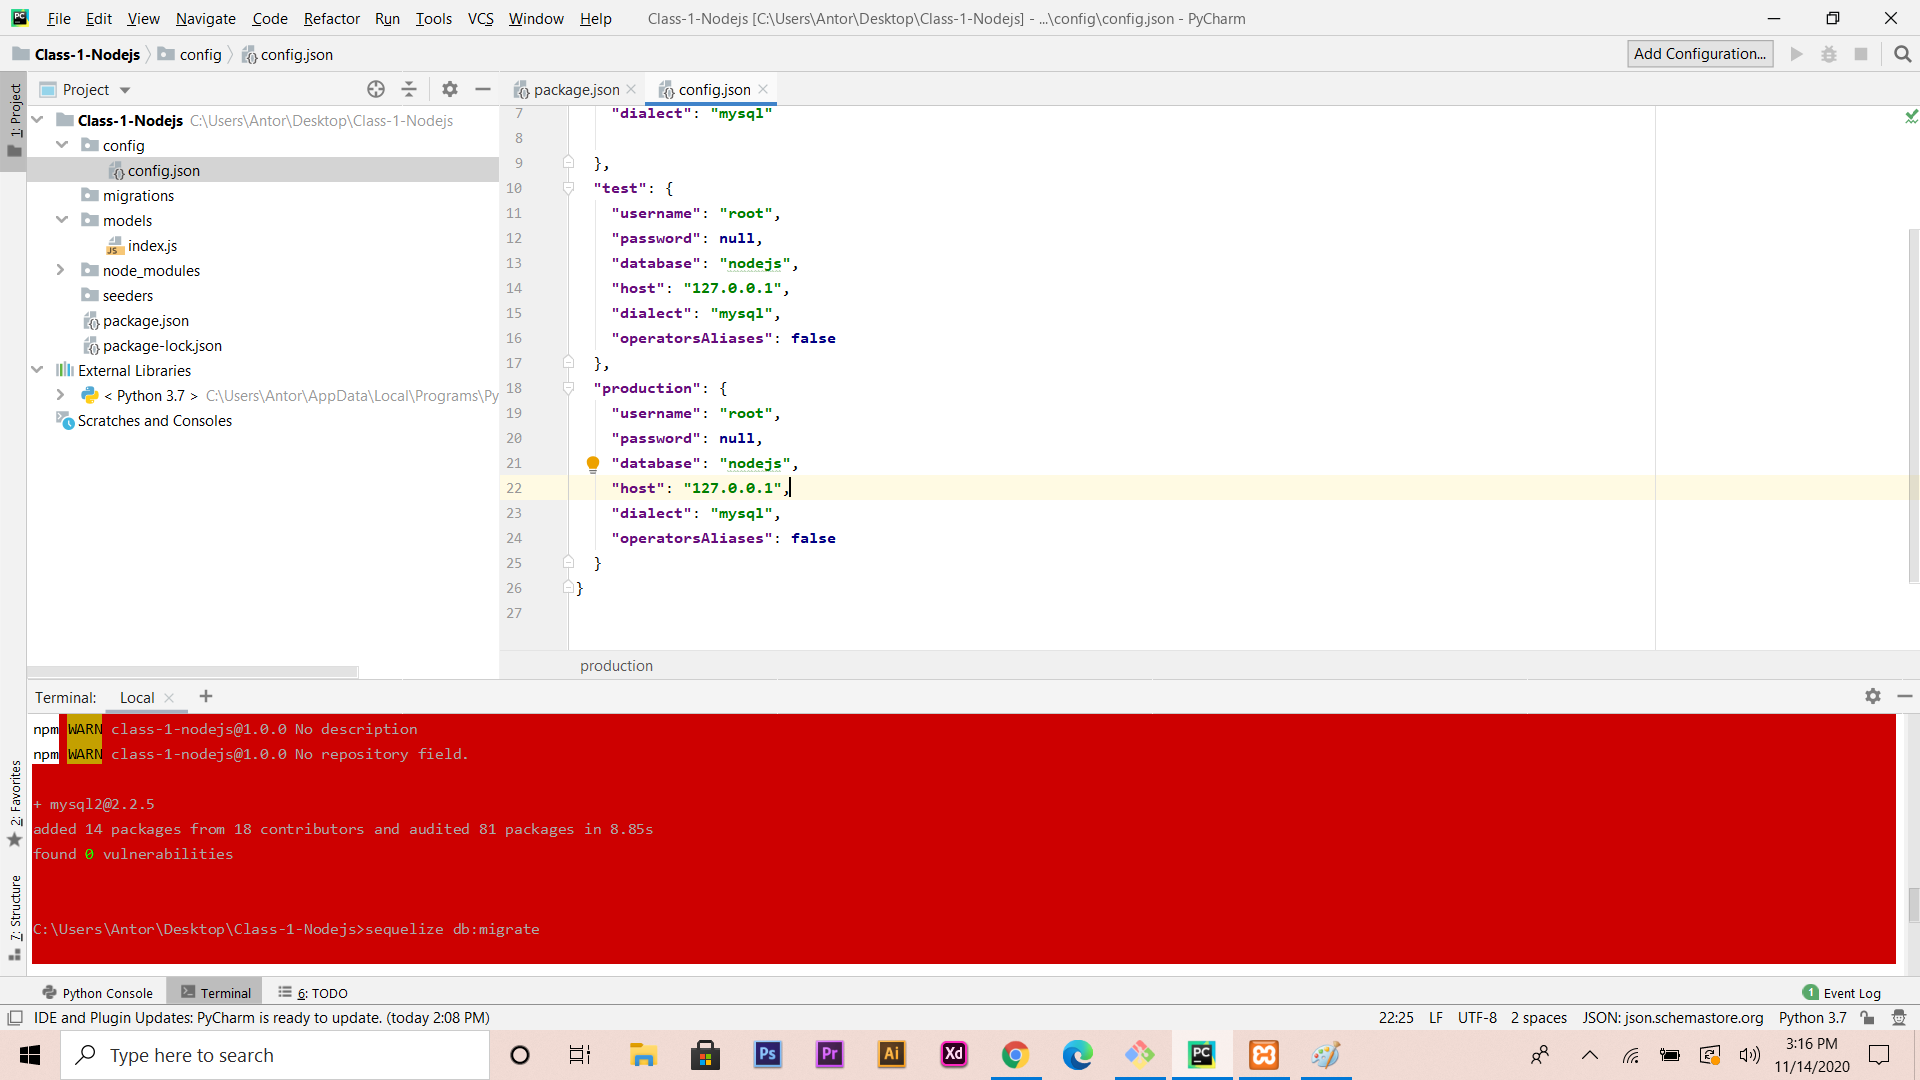 File Edit View Navigate Code Refactor Run Tools VCS Window Help Class-1-Nodejs [C:\Users\Antor\Desktop\Class-1-Nodejs] - ...\config\config.json - PyCharm
Class-1-Nodejs config config.json Add Configuration...
1: Project
Project
Class-1-Nodejs C:\Users\Antor\Desktop\Class-1-Nodejs
config
config.json
migrations
models
index.js
node_modules
seeders
package.json
package-lock.json
External Libraries
< Python 3.7 > C:\Users\Antor\AppData\Local\Programs\Py
Scratches and Consoles
package.json config.json
7 "dialect": "mysql"
8
9 },
10 "test": {
11 "username": "root",
12 "password": null,
13 "database": "nodejs",
14 "host": "127.0.0.1",
15 "dialect": "mysql",
16 "operatorsAliases": false
17 },
18 "production": {
19 "username": "root",
20 "password": null,
21 "database": "nodejs",
22 "host": "127.0.0.1",
23 "dialect": "mysql",
24 "operatorsAliases": false
25 }
26 }
27
production
Terminal: Local
npm WARN class-1-nodejs@1.0.0 No description
npm WARN class-1-nodejs@1.0.0 No repository field.
+ mysql2@2.2.5
added 14 packages from 18 contributors and audited 81 packages in 8.85s
found 0 vulnerabilities
C:\Users\Antor\Desktop\Class-1-Nodejs>sequelize db:migrate
2: Favorites
7: Structure
Python Console Terminal 6: TODO 1 Event Log
IDE and Plugin Updates: PyCharm is ready to update. (today 2:08 PM) 22:25 LF UTF-8 2 spaces JSON: json.schemastore.org Python 3.7
Type here to search
Ps Pr Ai Xd PC
3:16 PM
11/14/2020